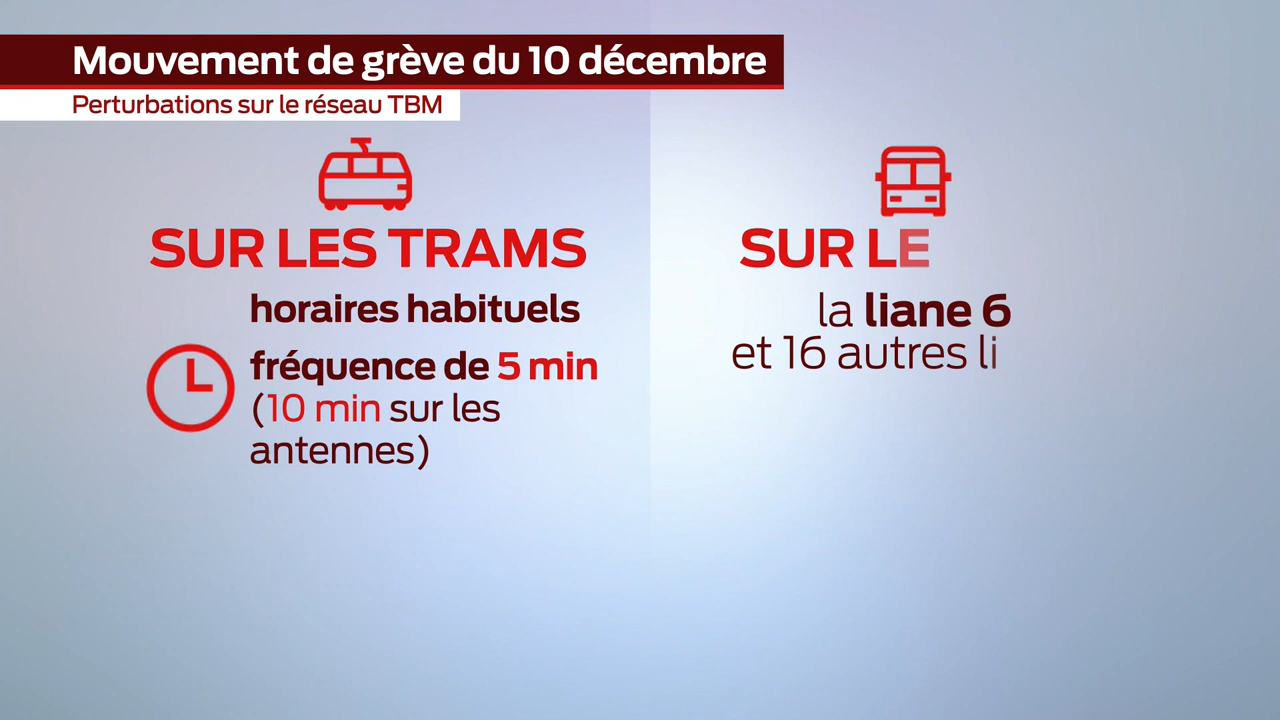 Mouvement de grève du 10 décembre
Perturbations sur le réseau TBM
SUR LES TRAMS
horaires habituels
fréquence de 5 min
(10 min sur les
antennes)
SUR LE
la liane 6
et 16 autres li